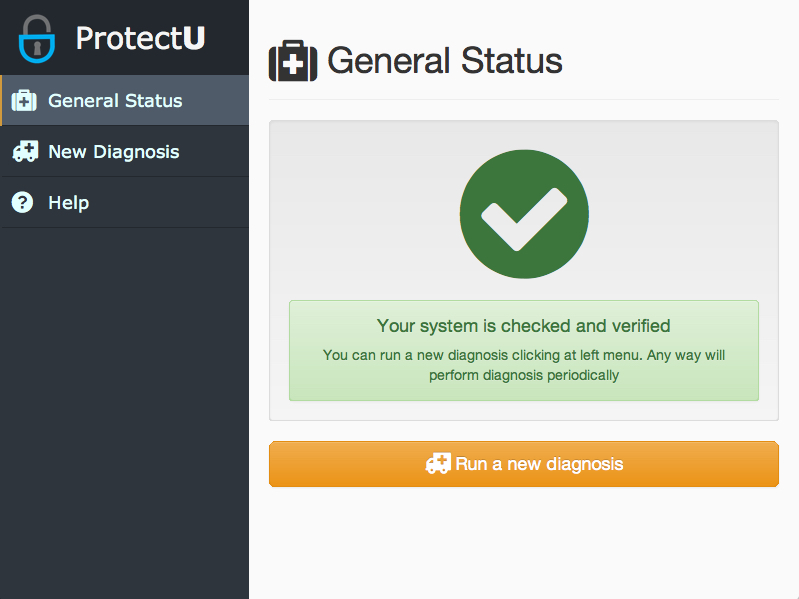 ProtectU
General Status
New Diagnosis
Help
General Status
Your system is checked and verified
You can run a new diagnosis clicking at left menu. Any way will
perform diagnosis periodically
Run a new diagnosis